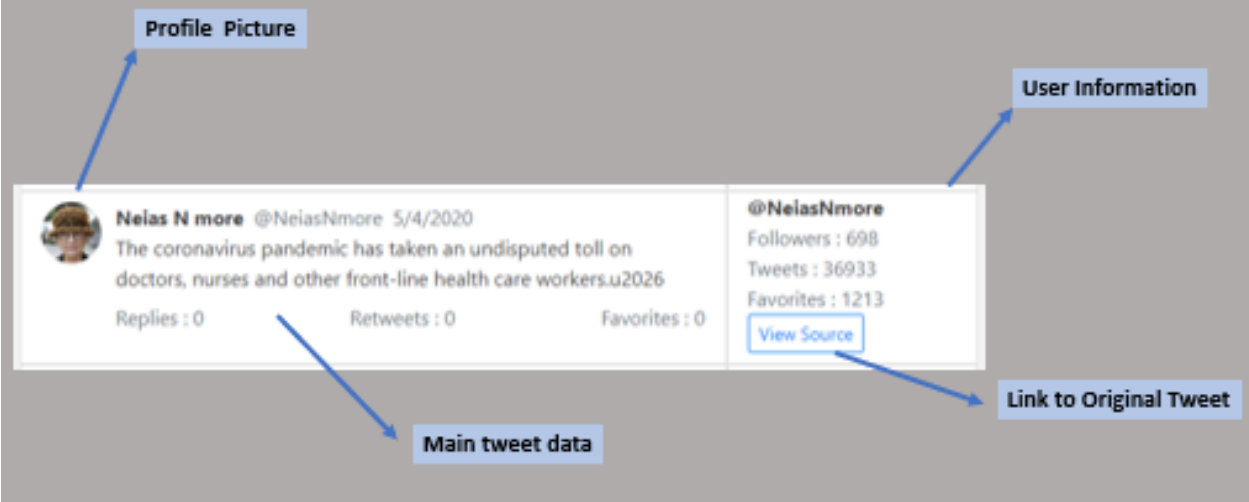 Profile Picture
User Information
Neias N more @NeiasNmore 5/4/2020
The coronavirus pandemic has taken an undisputed toll on
doctors, nurses and other front-line health care workers.u2026
Replies : 0 Retweets : 0 Favorites : 0
@NeiasNmore
Followers : 698
Tweets : 36933
Favorites : 1213
View Source
Link to Original Tweet
Main tweet data